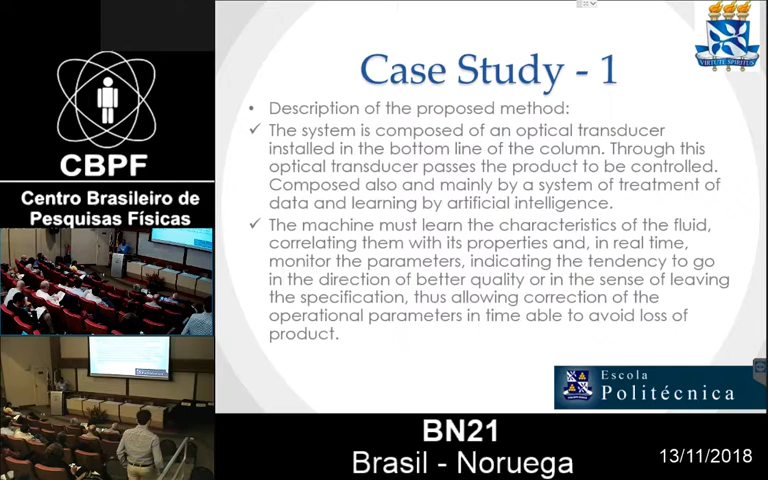 Case Study - 1
• Description of the proposed method:
✓ The system is composed of an optical transducer
installed in the bottom line of the column. Through this
optical transducer passes the product to be controlled.
Composed also and mainly by a system of treatment of
data and learning by artificial intelligence.
✓ The machine must learn the characteristics of the fluid,
correlating them with its properties and, in real time,
monitor the parameters, indicating the tendency to go
in the direction of better quality or in the sense of leaving
the specification, thus allowing correction of the
operational parameters in time able to avoid loss of
product.
VIRTUTE SPIRITUS
Escola
Politécnica
CBPF
Centro Brasileiro de
Pesquisas Físicas
BN21
Brasil - Noruega
13/11/2018